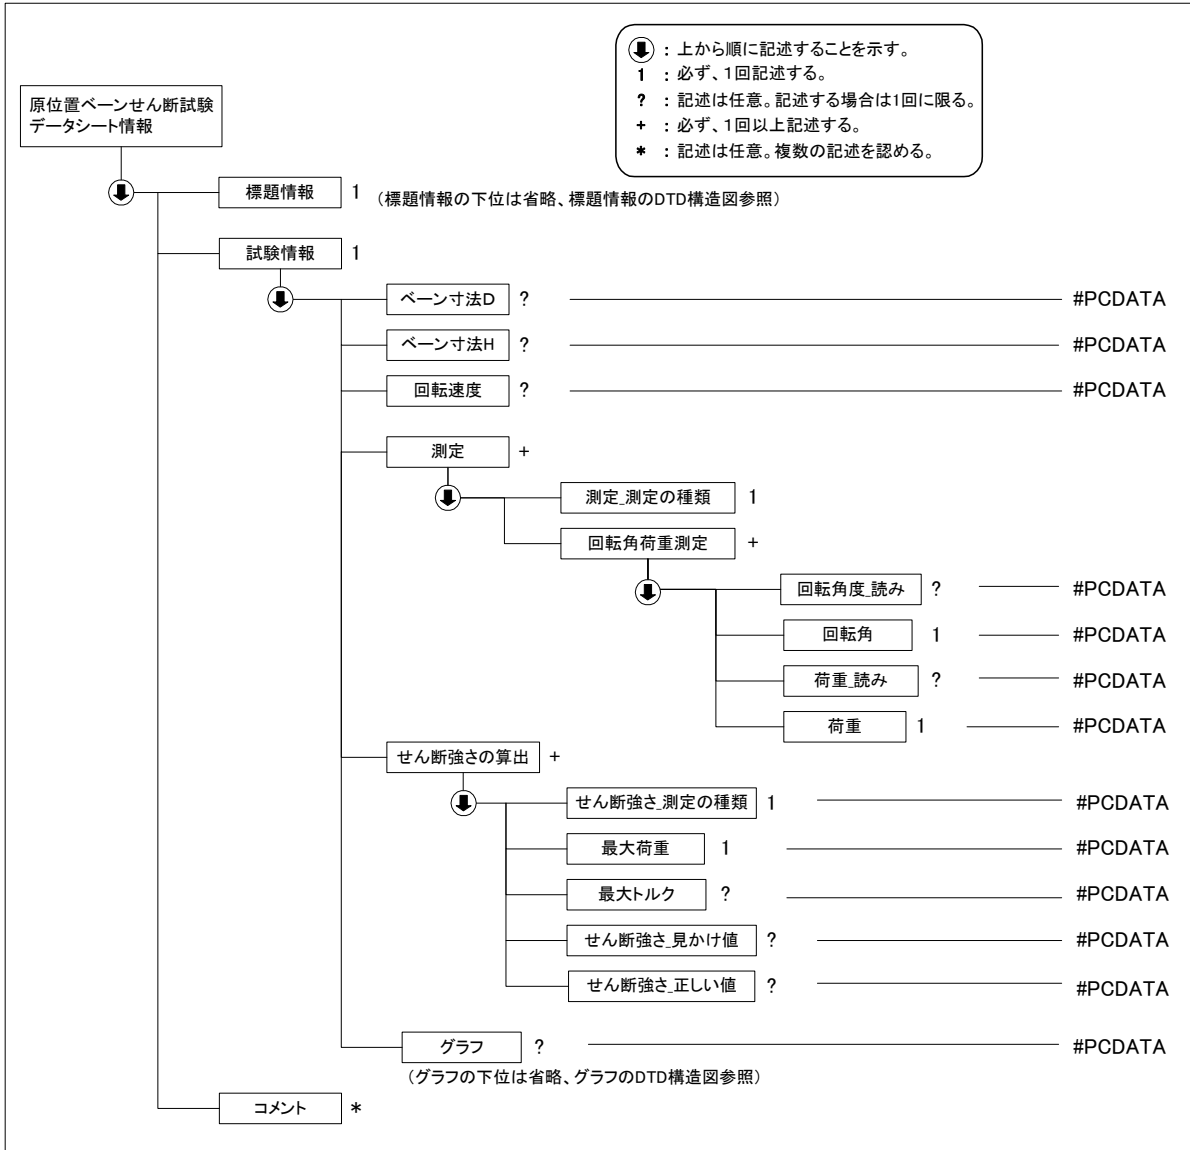 ⬇ : 上から順に記述することを示す。
1 : 必ず、1回記述する。
? : 記述は任意。記述する場合は1回に限る。
+ : 必ず、1回以上記述する。
* : 記述は任意。複数の記述を認める。
原位置ベーンせん断試験
データシート情報
標題情報 1 (標題情報の下位は省略、標題情報のDTD構造図参照)
試験情報 1
ベーン寸法D ? #PCDATA
ベーン寸法H ? #PCDATA
回転速度 ? #PCDATA
測定 +
測定_測定の種類 1
回転角荷重測定 +
回転角度_読み ? #PCDATA
回転角 1 #PCDATA
荷重_読み ? #PCDATA
荷重 1 #PCDATA
せん断強さの算出 +
せん断強さ_測定の種類 1 #PCDATA
最大荷重 1 #PCDATA
最大トルク ? #PCDATA
せん断強さ_見かけ値 ? #PCDATA
せん断強さ_正しい値 ? #PCDATA
グラフ ? #PCDATA
(グラフの下位は省略、グラフのDTD構造図参照)
コメント *